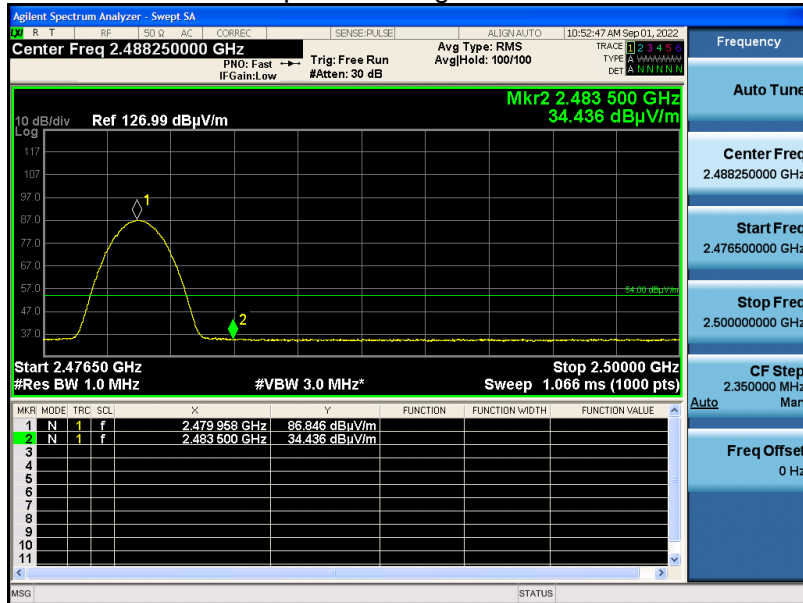 Agilent Spectrum Analyzer - Swept SA
LXI R T RF 50 Ω AC CORREC SENSE:PULSE ALIGN AUTO 10:52:47 AM Sep 01, 2022
Center Freq 2.488250000 GHz
Avg Type: RMS
TRACE 1 2 3 4 5 6
PNO: Fast Trig: Free Run Avg|Hold: 100/100
TYPE A WWWWW
IFGain:Low #Atten: 30 dB
DET A N N N N N
Frequency
Mkr2 2.483 500 GHz
34.436 dBµV/m
10 dB/div Ref 126.99 dBµV/m
Log
117
107
97.0
87.0
77.0
67.0
57.0
47.0
37.0
1
2
54.00 dBµV/m
Start 2.47650 GHz Stop 2.50000 GHz
#Res BW 1.0 MHz #VBW 3.0 MHz* Sweep 1.066 ms (1000 pts)
MKR MODE TRC SCL X Y FUNCTION FUNCTION WIDTH FUNCTION VALUE
1 N 1 f 2.479 958 GHz 86.846 dBµV/m
2 N 1 f 2.483 500 GHz 34.436 dBµV/m
3
4
5
6
7
8
9
10
11
MSG STATUS
Auto Tune
Center Freq
2.488250000 GHz
Start Freq
2.476500000 GHz
Stop Freq
2.500000000 GHz
CF Step
2.350000 MHz
Auto Man
Freq Offset
0 Hz